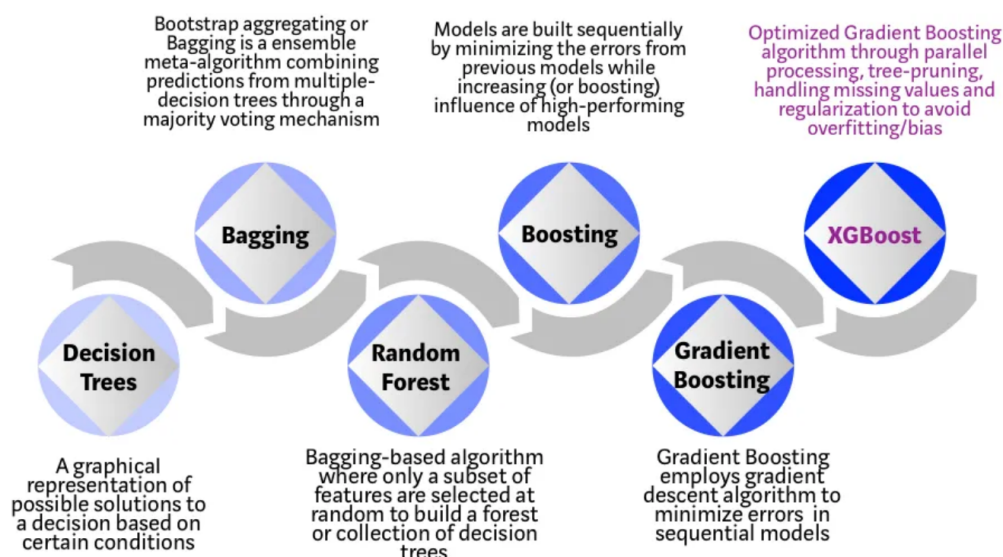 Bootstrap aggregating or
Bagging is a ensemble
meta-algorithm combining
predictions from multiple-
decision trees through a
majority voting mechanism
Models are built sequentially
by minimizing the errors from
previous models while
increasing (or boosting)
influence of high-performing
models
Optimized Gradient Boosting
algorithm through parallel
processing, tree-pruning,
handling missing values and
regularization to avoid
overfitting/bias
Bagging
Boosting
XGBoost
Decision
Trees
Random
Forest
Gradient
Boosting
A graphical
representation of
possible solutions to
a decision based on
certain conditions
Bagging-based algorithm
where only a subset of
features are selected at
random to build a forest
or collection of decision
trees
Gradient Boosting
employs gradient
descent algorithm to
minimize errors in
sequential models